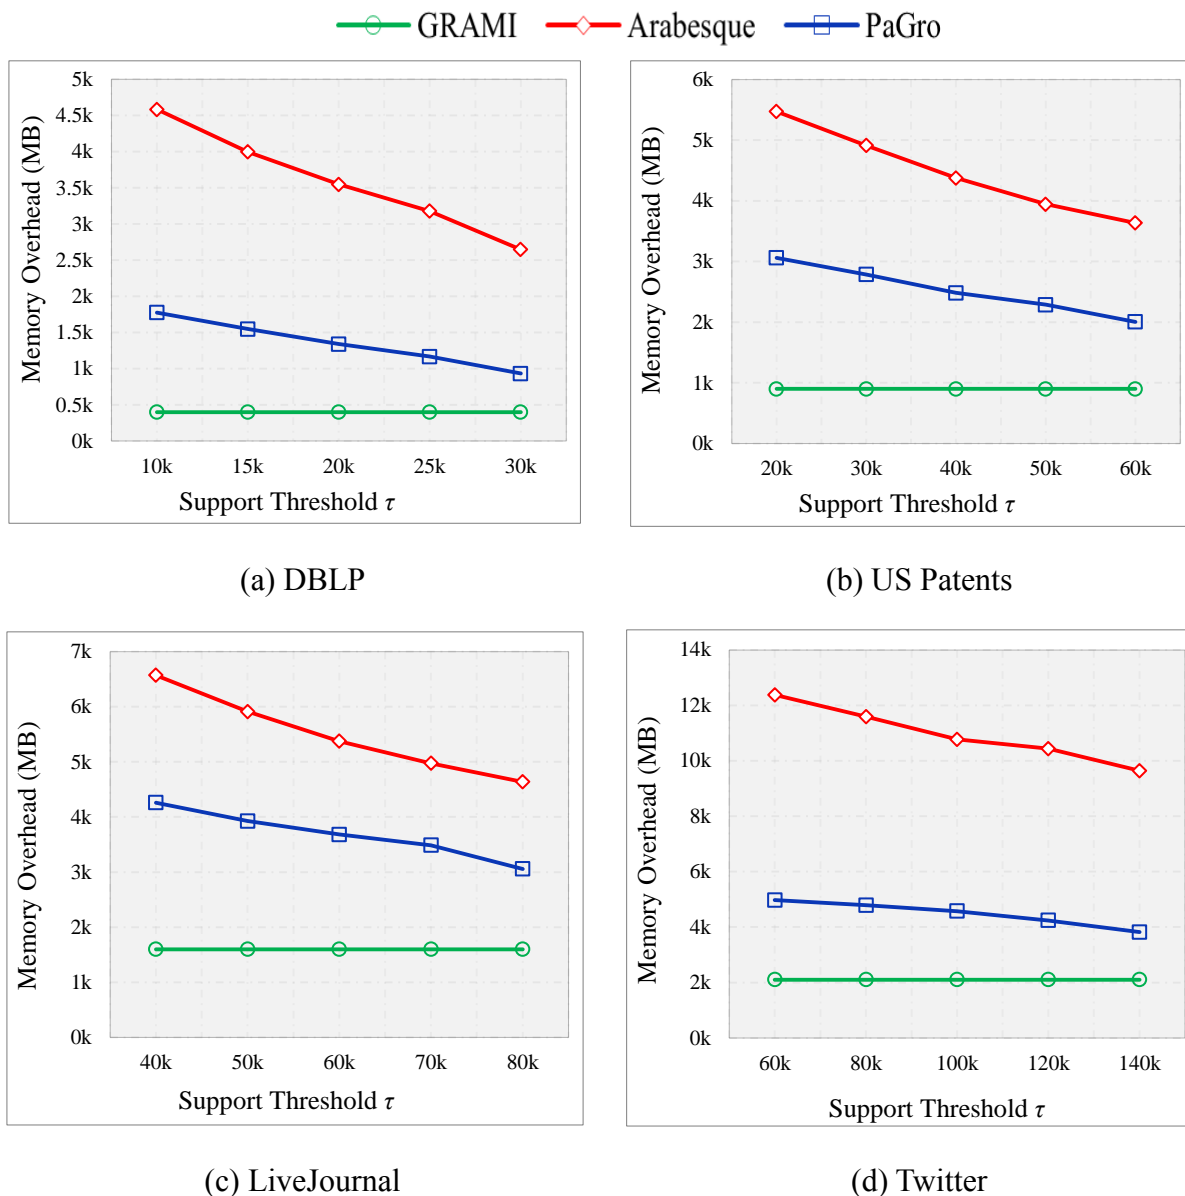 GRAMI Arabesque PaGro
5k
4.5k
4k
3.5k
3k
2.5k
2k
1.5k
1k
0.5k
0k
Memory Overhead (MB)
10k 15k 20k 25k 30k
Support Threshold τ
(a) DBLP
6k
5k
4k
3k
2k
1k
0k
Memory Overhead (MB)
20k 30k 40k 50k 60k
Support Threshold τ
(b) US Patents
7k
6k
5k
4k
3k
2k
1k
0k
Memory Overhead (MB)
40k 50k 60k 70k 80k
Support Threshold τ
(c) LiveJournal
14k
12k
10k
8k
6k
4k
2k
0k
Memory Overhead (MB)
60k 80k 100k 120k 140k
Support Threshold τ
(d) Twitter